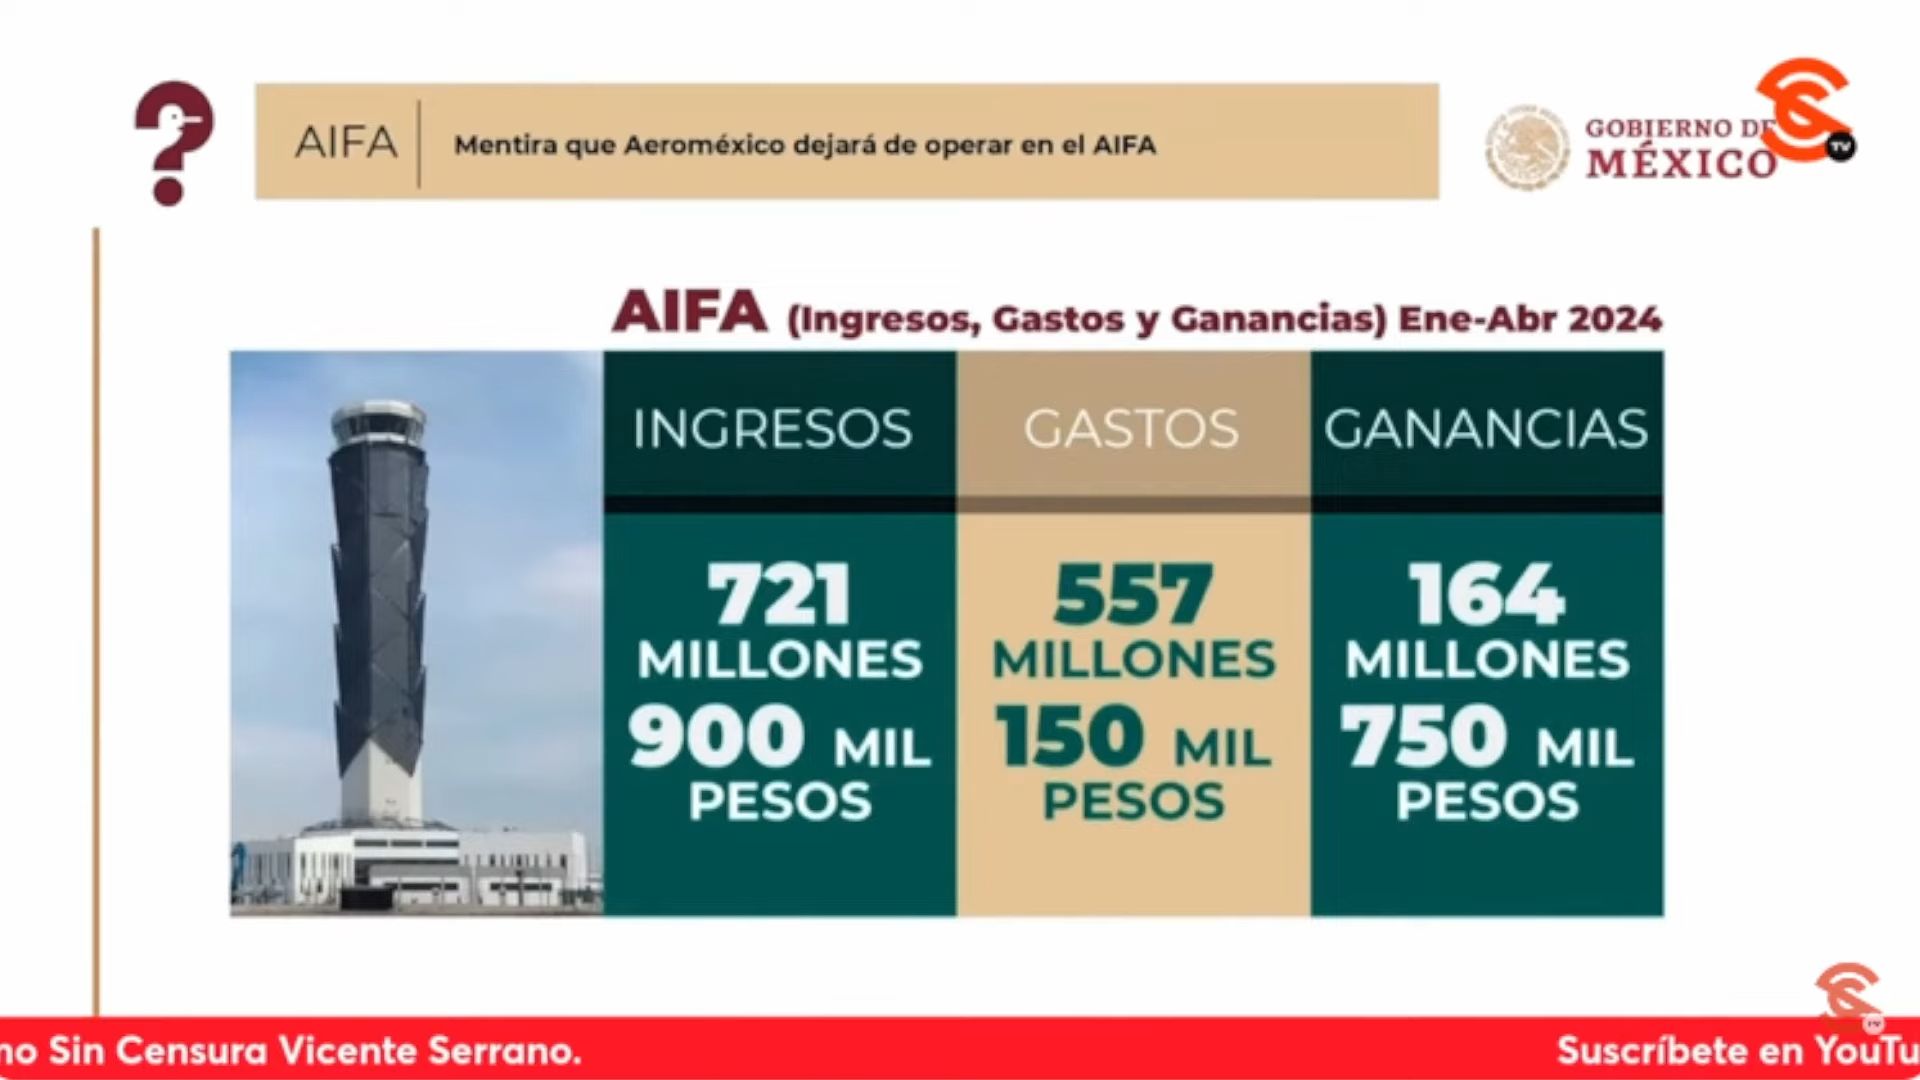 AIFA
Mentira que Aeroméxico dejará de operar en el AIFA
GOBIERNO DE
MÉXICO
TV
AIFA (Ingresos, Gastos y Ganancias) Ene-Abr 2024
INGRESOS
721
MILLONES
900 MIL
PESOS
GASTOS
557
MILLONES
150 MIL
PESOS
GANANCIAS
164
MILLONES
750 MIL
PESOS
TV
no Sin Censura Vicente Serrano.
Suscríbete en YouTu